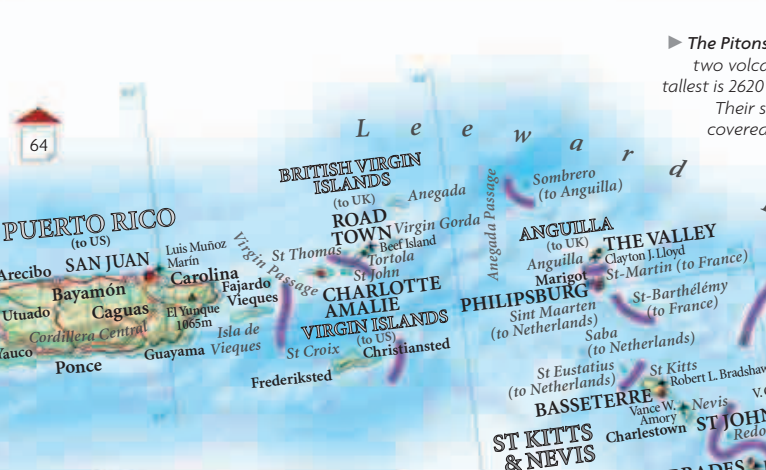 ► The Pitons
two volca
tallest is 2620
Their s
covered
64
Leeward
BRITISH VIRGIN
ISLANDS
(to UK)
ROAD
TOWN
Anegada
Virgin Gorda
Beef Island
Tortola
St Thomas
St John
Virgin Passage
Anegada Passage
Sombrero
(to Anguilla)
PUERTO RICO
(to US)
Arecibo
SAN JUAN
Luis Muñoz
Marín
Carolina
Bayamón
Fajardo
Vieques
Utuado
Caguas
El Yunque
1065m
Cordillera Central
Isla de
Vieques
Yauco
Guayama
Ponce
CHARLOTTE
AMALIE
VIRGIN ISLANDS
(to US)
St Croix
Christiansted
Frederiksted
ANGUILLA
(to UK)
THE VALLEY
Anguilla
Clayton J. Lloyd
Marigot
St-Martin (to France)
PHILIPSBURG
Sint Maarten
(to Netherlands)
St-Barthélémy
(to France)
Saba
(to Netherlands)
St Eustatius
(to Netherlands)
St Kitts
Robert L. Bradshaw
BASSETERRE
Vance W.
Amory
Nevis
V.C
Charlestown
ST JOHN
ST KITTS
& NEVIS
Redo